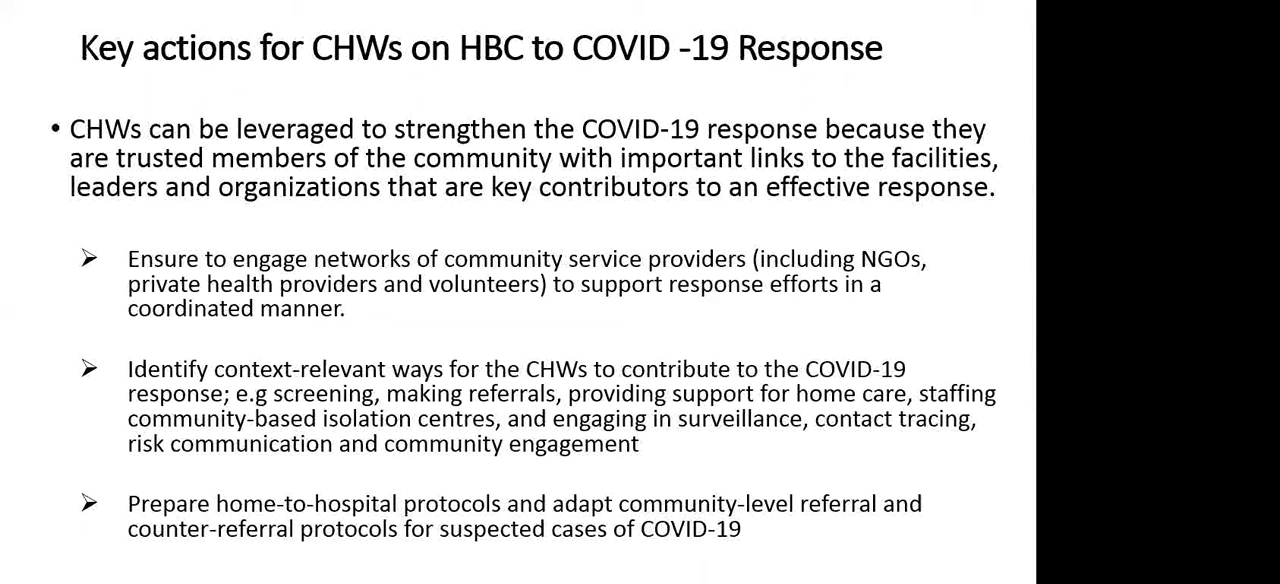 Key actions for CHWs on HBC to COVID -19 Response
• CHWs can be leveraged to strengthen the COVID-19 response because they
are trusted members of the community with important links to the facilities,
leaders and organizations that are key contributors to an effective response.
➤ Ensure to engage networks of community service providers (including NGOs,
private health providers and volunteers) to support response efforts in a
coordinated manner.
➤ Identify context-relevant ways for the CHWs to contribute to the COVID-19
response; e.g screening, making referrals, providing support for home care, staffing
community-based isolation centres, and engaging in surveillance, contact tracing,
risk communication and community engagement
➤ Prepare home-to-hospital protocols and adapt community-level referral and
counter-referral protocols for suspected cases of COVID-19